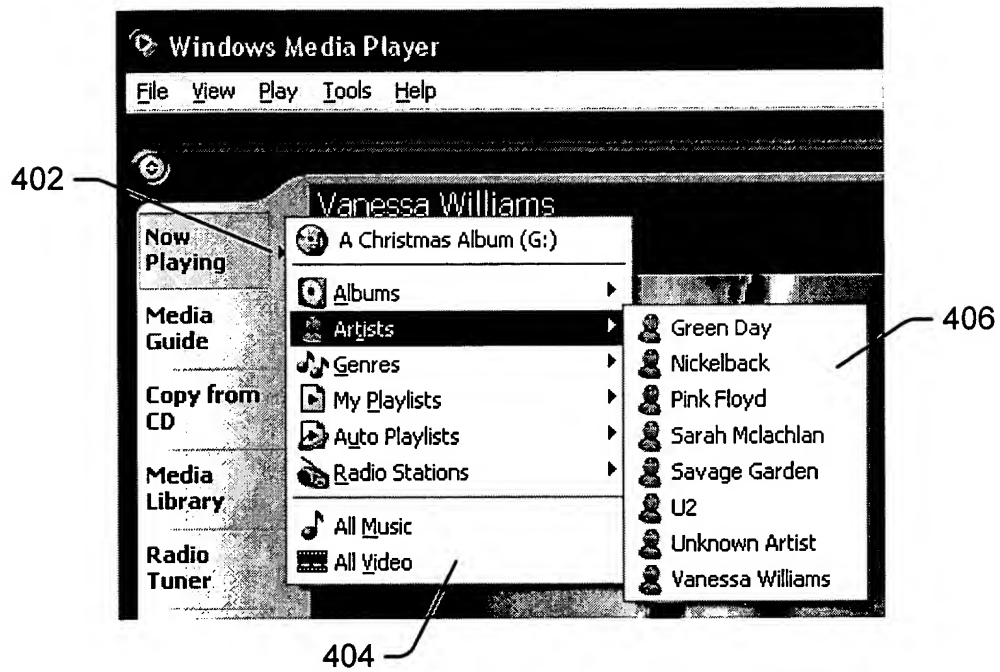 Windows Media Player
File View Play Tools Help
402
Vanessa Williams
Now
Playing
A Christmas Album (G:)
Albums
Media
Guide
Artists
Genres
Copy from
CD
My Playlists
Auto Playlists
Media
Library
Radio Stations
All Music
Radio
Tuner
All Video
404
Green Day
406
Nickelback
Pink Floyd
Sarah Mclachlan
Savage Garden
U2
Unknown Artist
Vanessa Williams